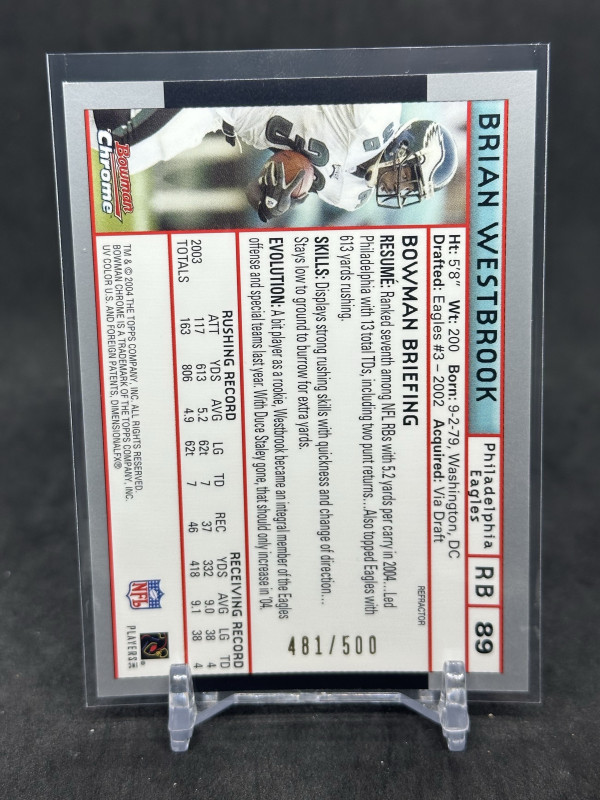 BRIAN WESTBROOK
Philadelphia
Eagles
RB
89
Ht: 5'8" Wt: 200 Born: 9-2-79, Washington, DC
Drafted: Eagles #3 – 2002 Acquired: Via Draft
REFRACTOR
BOWMAN BRIEFING
RESUMÉ: Ranked seventh among NFL RBs with 5.2 yards per carry in 2004...Led
Philadelphia with 13 total TDs, including two punt returns...Also topped Eagles with
613 yards rushing.
SKILLS: Displays strong rushing skills with quickness and change of direction...
Stays low to ground to burrow for extra yards.
EVOLUTION: A bit player as a rookie, Westbrook became an integral member of the Eagles
offense and special teams last year. With Duce Staley gone, that should only increase in '04.
481/500
RUSHING RECORD RECEIVING RECORD
ATT YDS AVG LG TD REC YDS AVG LG TD
2003 117 613 5.2 62t 7 37 332 9.0 38 4
TOTALS 163 806 4.9 62t 7 46 418 9.1 38 4
Bowman
Chrome
TM & © 2004 THE TOPPS COMPANY, INC. ALL RIGHTS RESERVED.
BOWMAN CHROME IS A TRADEMARK OF THE TOPPS COMPANY, INC.
UV COLOR U.S. AND FOREIGN PATENTS, DIMENSIONALFX®
NFL
PLAYERS INC